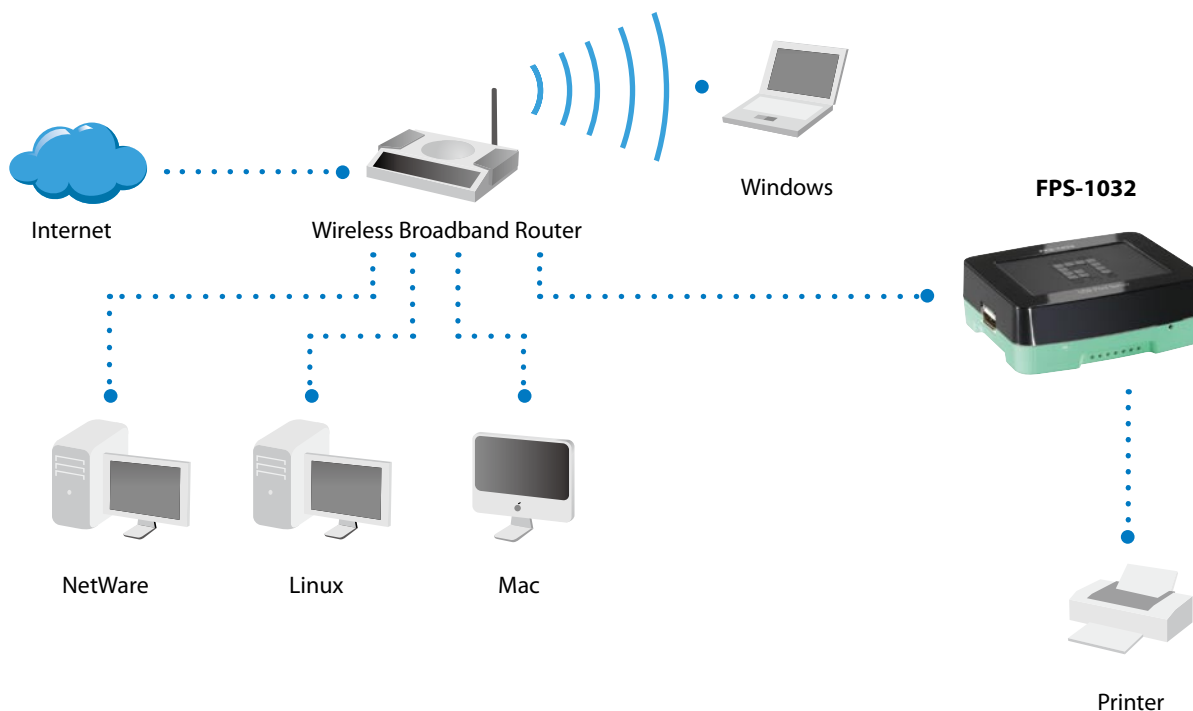 Windows
FPS-1032
Internet
Wireless Broadband Router
NetWare
Linux
Mac
Printer